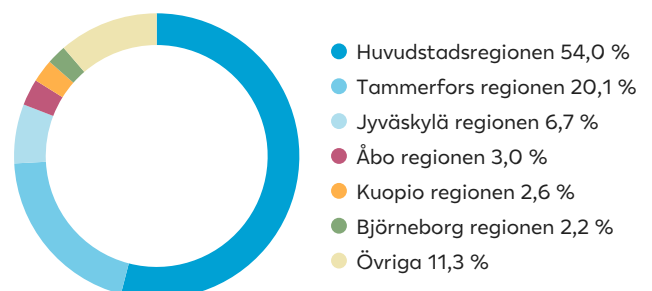 Huvudstadsregionen 54,0 %
Tammerfors regionen 20,1 %
Jyväskylä regionen 6,7 %
Åbo regionen 3,0 %
Kuopio regionen 2,6 %
Björneborg regionen 2,2 %
Övriga 11,3 %